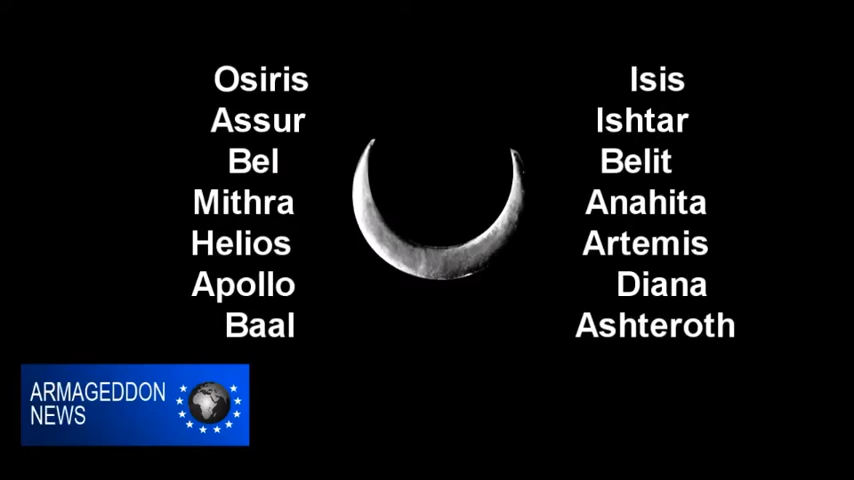 Osiris
Isis
Assur
Ishtar
Bel
Belit
Mithra
Anahita
Helios
Artemis
Apollo
Diana
Baal
Ashteroth
ARMAGEDDON
NEWS